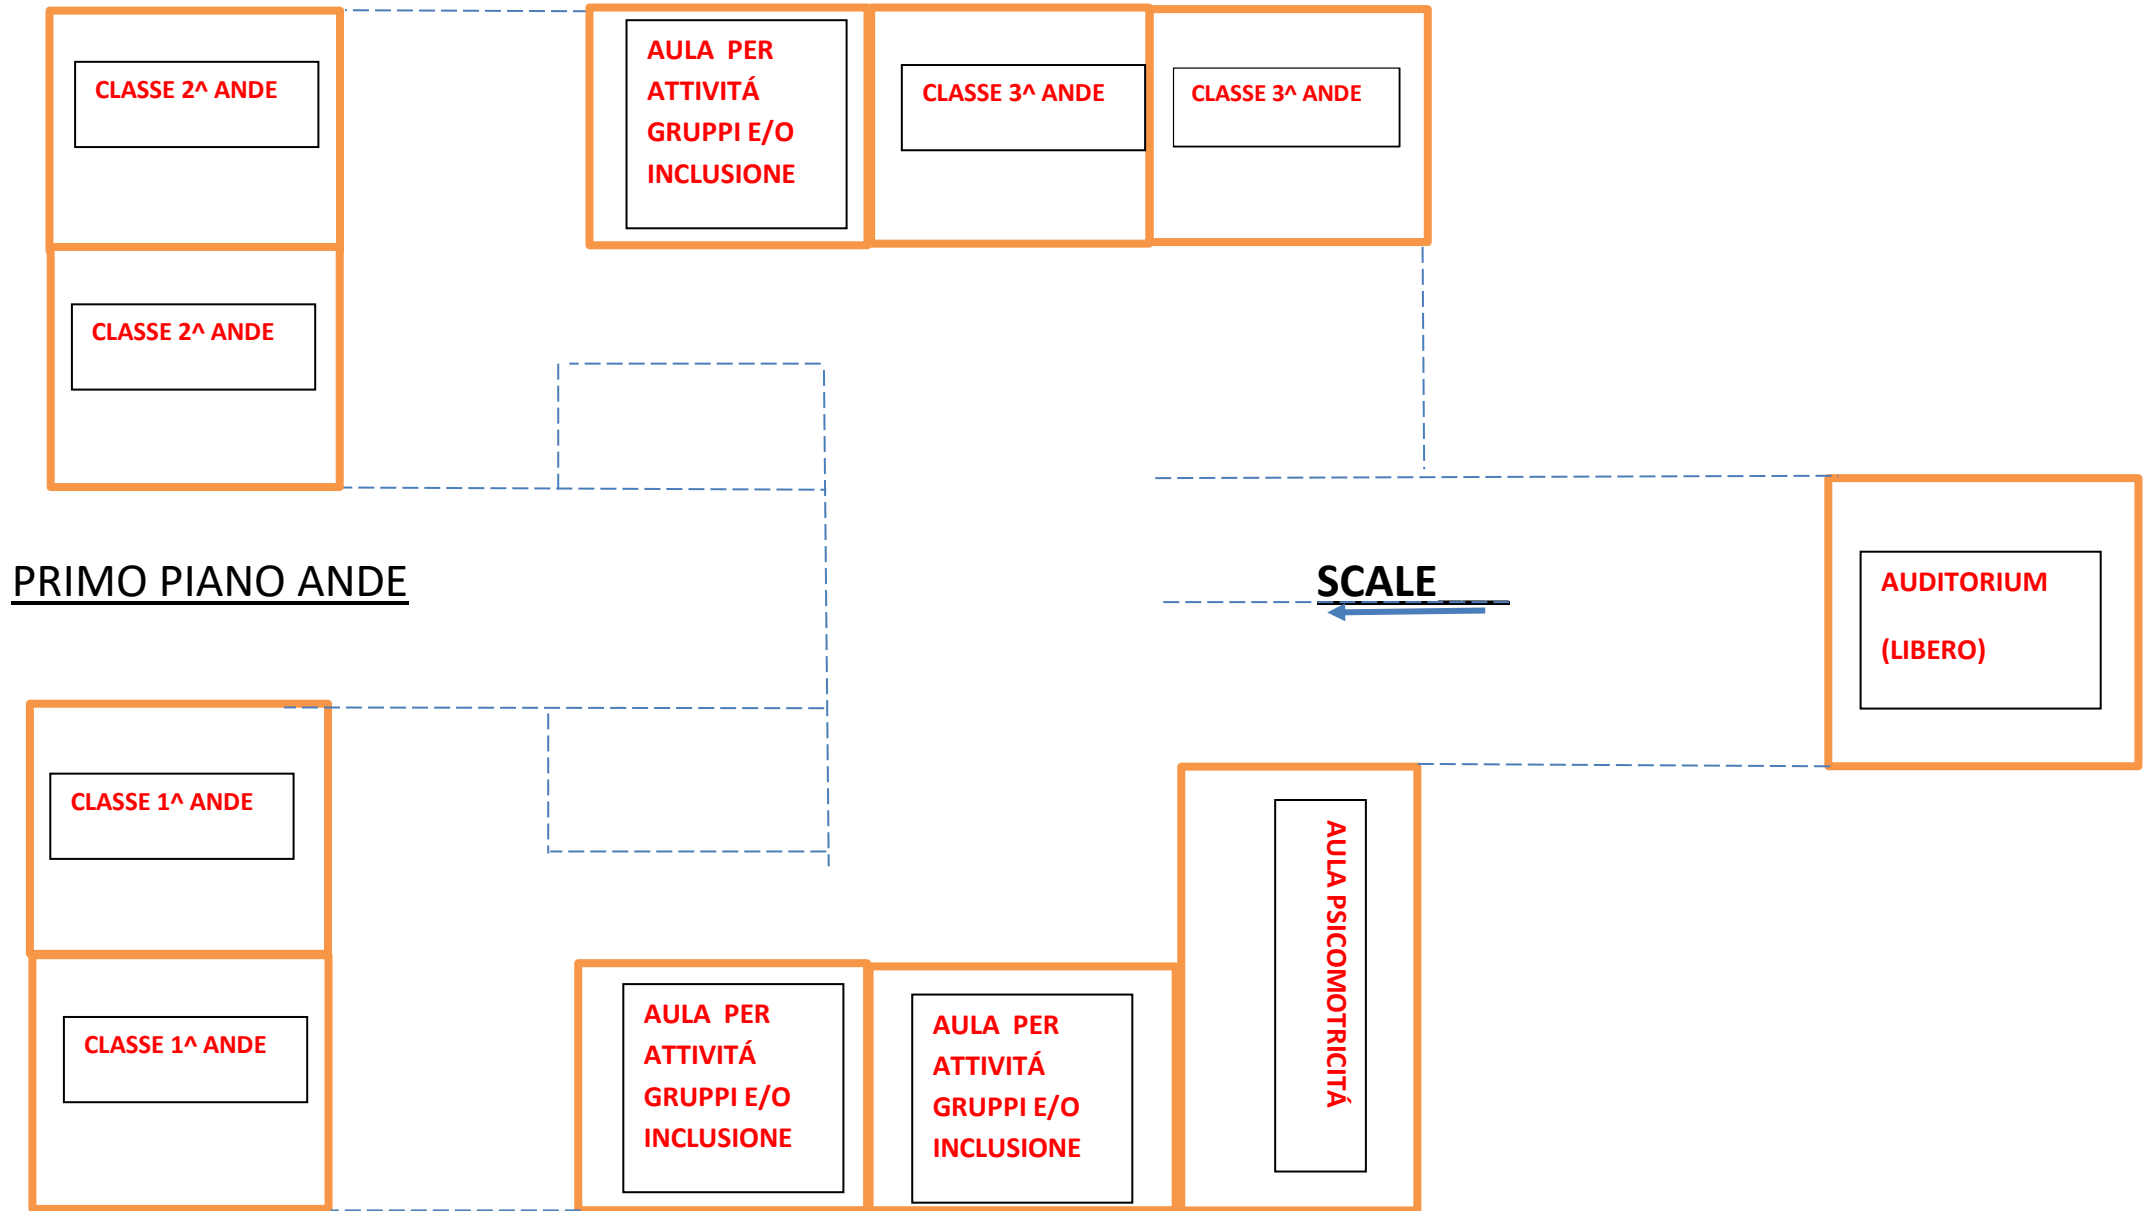 CLASSE 2^ ANDE
AULA  PER
ATTIVITÁ
GRUPPI E/O
INCLUSIONE
CLASSE 3^ ANDE
CLASSE 3^ ANDE
CLASSE 2^ ANDE
PRIMO PIANO ANDE
SCALE
AUDITORIUM
(LIBERO)
CLASSE 1^ ANDE
CLASSE 1^ ANDE
AULA  PER
ATTIVITÁ
GRUPPI E/O
INCLUSIONE
AULA  PER
ATTIVITÁ
GRUPPI E/O
INCLUSIONE
AULA PSICOMOTRICITÁ